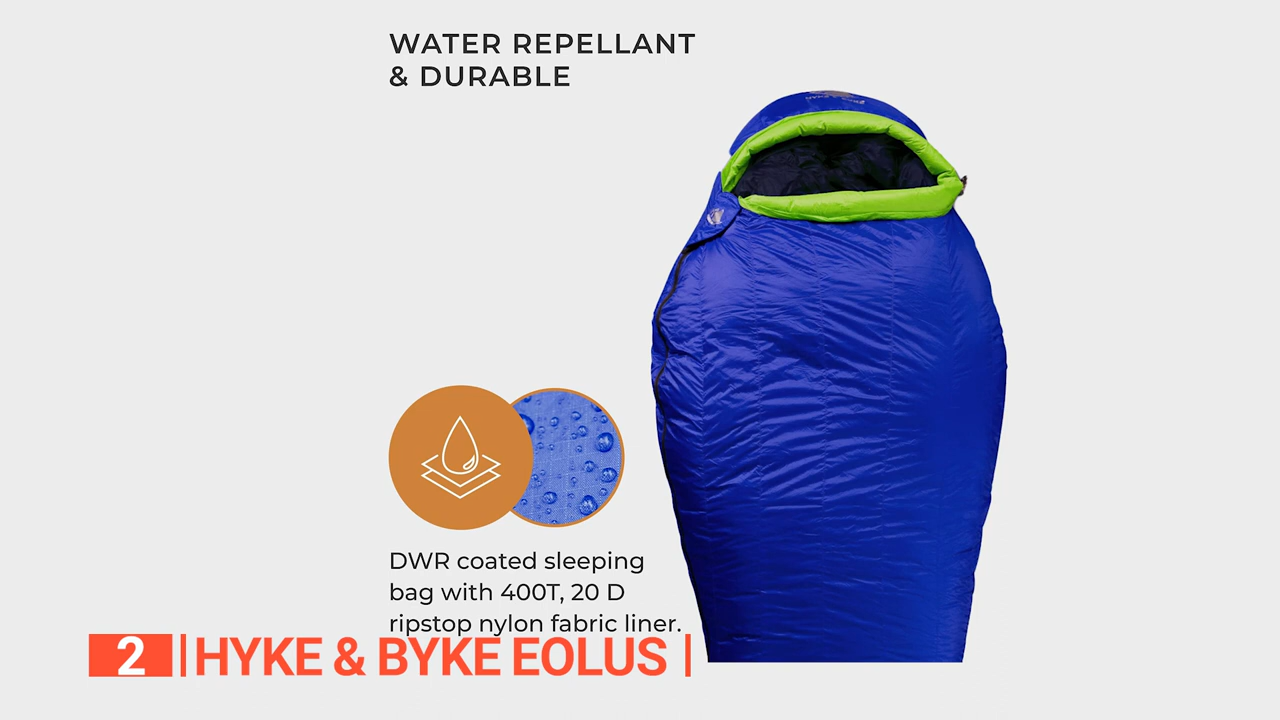 WATER REPELLANT
& DURABLE
DWR coated sleeping
bag with 400T, 20 D
ripstop nylon fabric liner.
2 HYKE & BYKE EOLUS